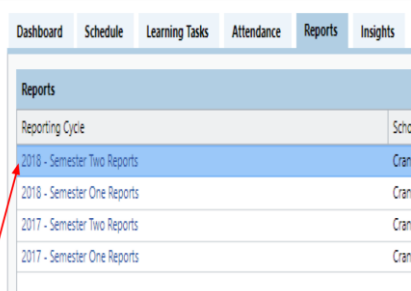 Dashboard Schedule Learning Tasks Attendance Reports Insights
Reports
Reporting Cycle
2018 - Semester Two Reports
2018 - Semester One Reports
2017 - Semester Two Reports
2017 - Semester One Reports